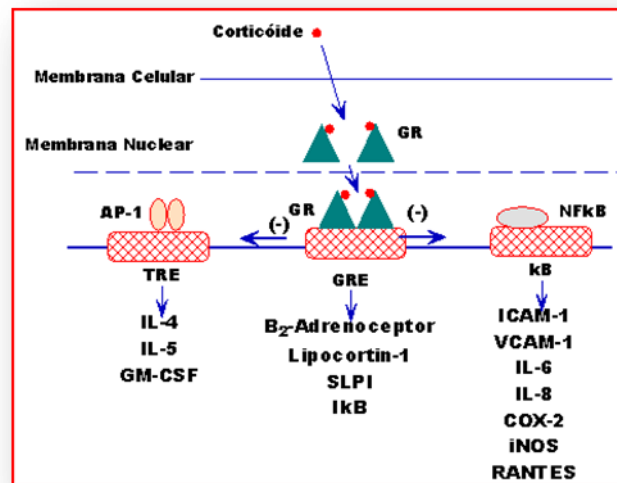 Corticóide
Membrana Celular
GR
Membrana Nuclear
AP-1
GR
(-)
(-)
NFkB
TRE
GRE
kB
IL-4
IL-5
GM-CSF
B2-Adrenoceptor
Lipocortin-1
SLPI
IkB
ICAM-1
VCAM-1
IL-6
IL-8
COX-2
iNOS
RANTES